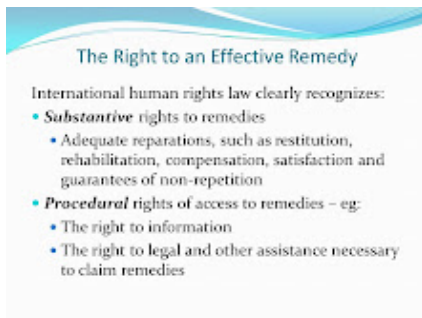 The Right to an Effective Remedy
International human rights law clearly recognizes:
• Substantive rights to remedies
• Adequate reparations, such as restitution,
rehabilitation, compensation, satisfaction and
guarantees of non-repetition
• Procedural rights of access to remedies – eg:
• The right to information
• The right to legal and other assistance necessary
to claim remedies